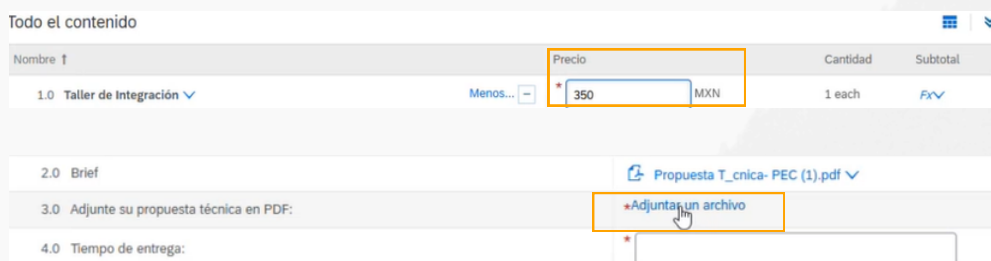 Todo el contenido
Nombre ↑ Precio Cantidad Subtotal
1.0 Taller de Integración Menos... * 350 MXN 1 each Fx
2.0 Brief Propuesta T_cnica- PEC (1).pdf
3.0 Adjunte su propuesta técnica en PDF: *Adjuntar un archivo
4.0 Tiempo de entrega: *